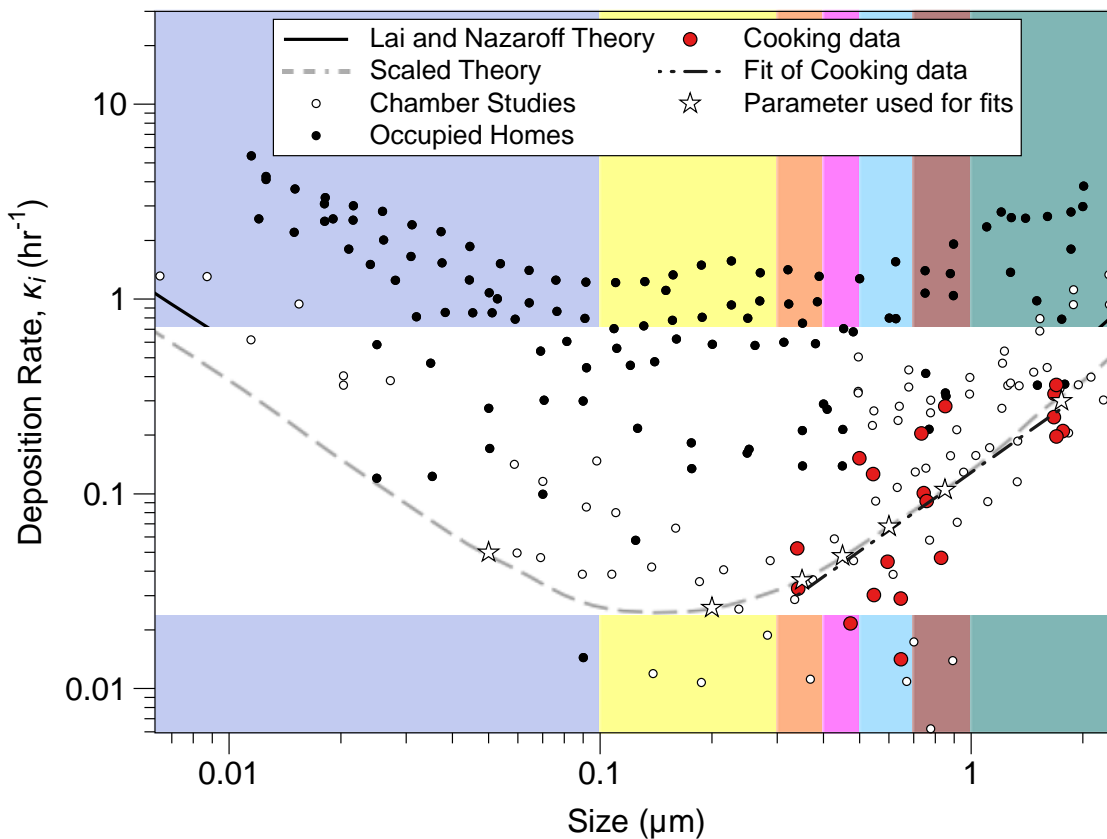 Lai and Nazaroff Theory
Scaled Theory
Chamber Studies
Occupied Homes
Cooking data
Fit of Cooking data
Parameter used for fits
Deposition Rate, κi (hr-1)
10
1
0.1
0.01
0.01
0.1
1
Size (µm)